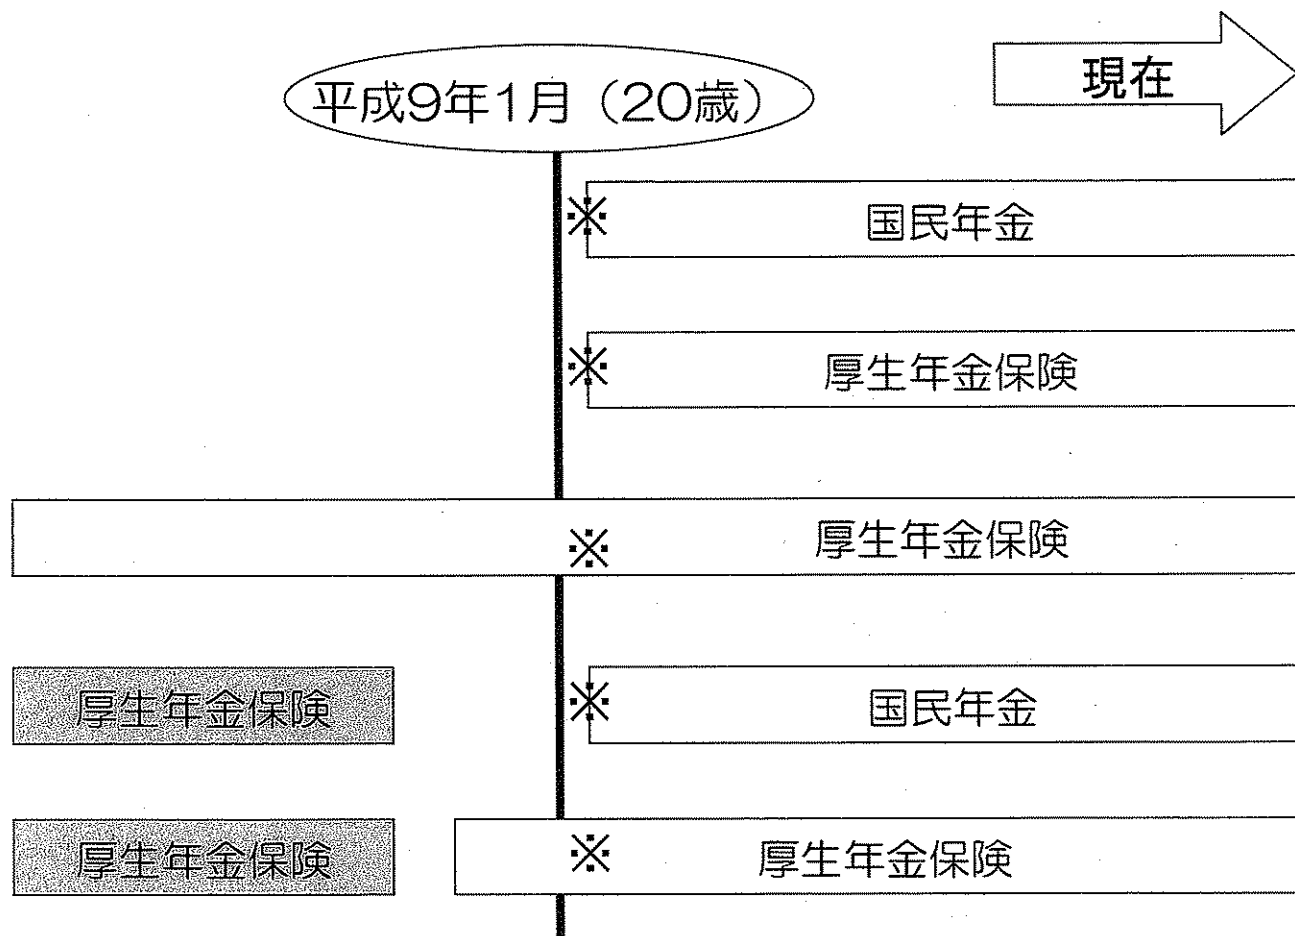 平成9年1月（20歳）
現在
※
国民年金
※
厚生年金保険
※
厚生年金保険
厚生年金保険
※
国民年金
厚生年金保険
※
厚生年金保険